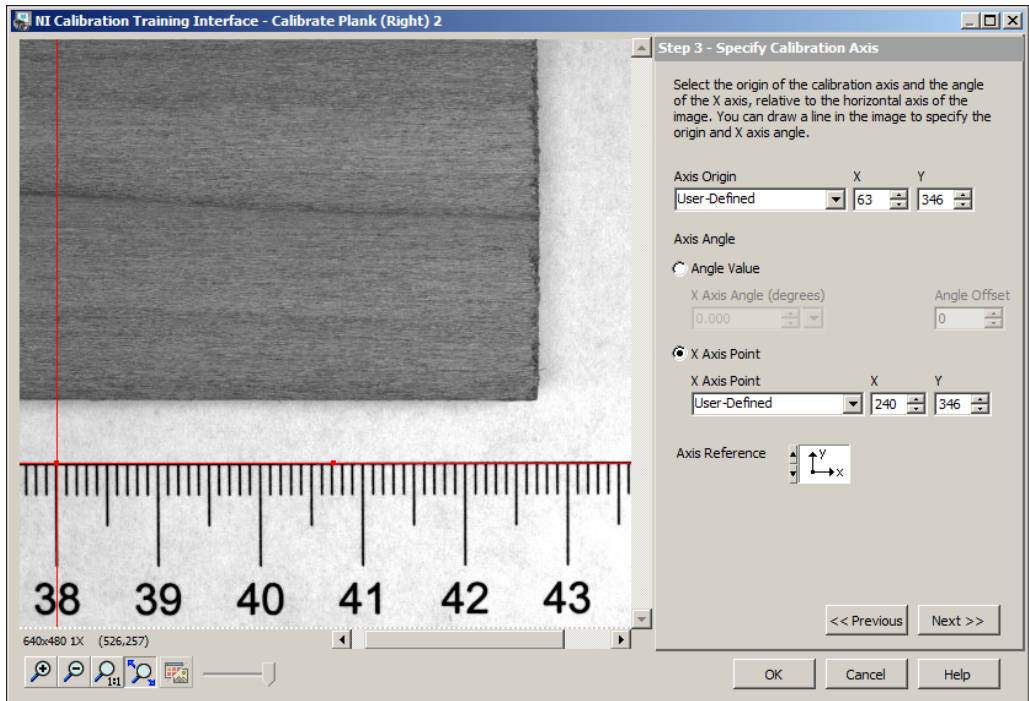 NI Calibration Training Interface - Calibrate Plank (Right) 2
Step 3 - Specify Calibration Axis
Select the origin of the calibration axis and the angle
of the X axis, relative to the horizontal axis of the
image. You can draw a line in the image to specify the
origin and X axis angle.
Axis Origin X Y
User-Defined 63 346
Axis Angle
Angle Value
X Axis Angle (degrees) Angle Offset
0.000 0
X Axis Point
X Axis Point X Y
User-Defined 240 346
Axis Reference y x
38 39 40 41 42 43
<< Previous Next >>
640x480 1X (526,257)
1:1
OK Cancel Help